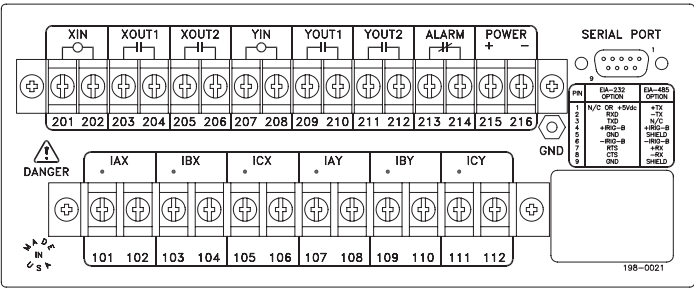 XIN XOUT1 XOUT2 YIN YOUT1 YOUT2 ALARM POWER
+ −
201 202 203 204 205 206 207 208 209 210 211 212 213 214 215 216
SERIAL PORT
1
9
PIN EIA-232 OPTION EIA-485 OPTION
1 N/C OR +5Vdc +TX
2 RXD -TX
3 TXD N/C
4 +IRIG-B +IRIG-B
5 GND SHIELD
6 -IRIG-B -IRIG-B
7 RTS +RX
8 CTS -RX
9 GND SHIELD
GND
DANGER
IAX IBX ICX IAY IBY ICY
101 102 103 104 105 106 107 108 109 110 111 112
MADE IN USA
198-0021